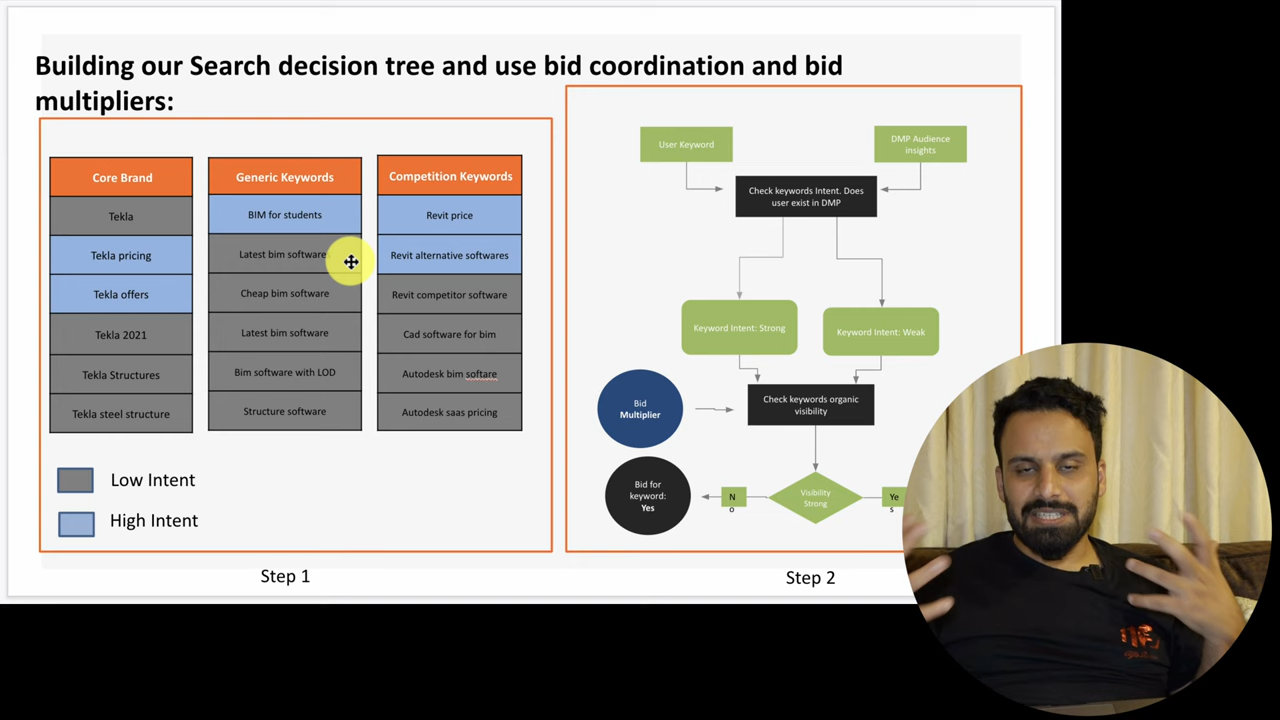 Building our Search decision tree and use bid coordination and bid
multipliers:
Core Brand
Tekla
Tekla pricing
Tekla offers
Tekla 2021
Tekla Structures
Tekla steel structure
Generic Keywords
BIM for students
Latest bim software
Cheap bim software
Latest bim software
Bim software with LOD
Structure software
Competition Keywords
Revit price
Revit alternative softwares
Revit competitor software
Cad software for bim
Autodesk bim softare
Autodesk saas pricing
Low Intent
High Intent
Step 1
User Keyword
DMP Audience
insights
Check keywords Intent. Does
user exist in DMP
Keyword Intent: Strong
Keyword Intent: Weak
Bid
Multiplier
Check keywords organic
visibility
Bid for
keyword:
Yes
N
o
Visibility
Strong
Ye
s
Step 2